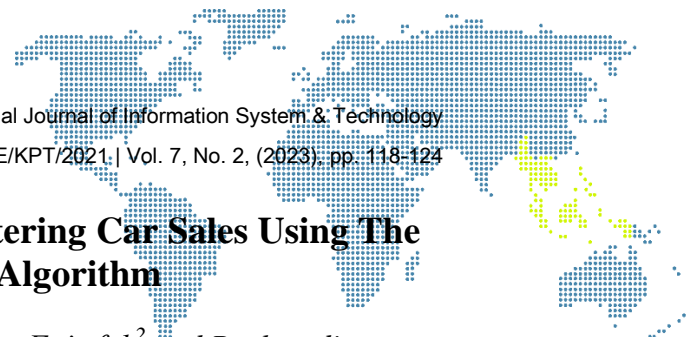 al Journal of Information System & Technology
E/KPT/2021 | Vol. 7, No. 2, (2023), pp. 118-124
tering Car Sales Using The
Algorithm